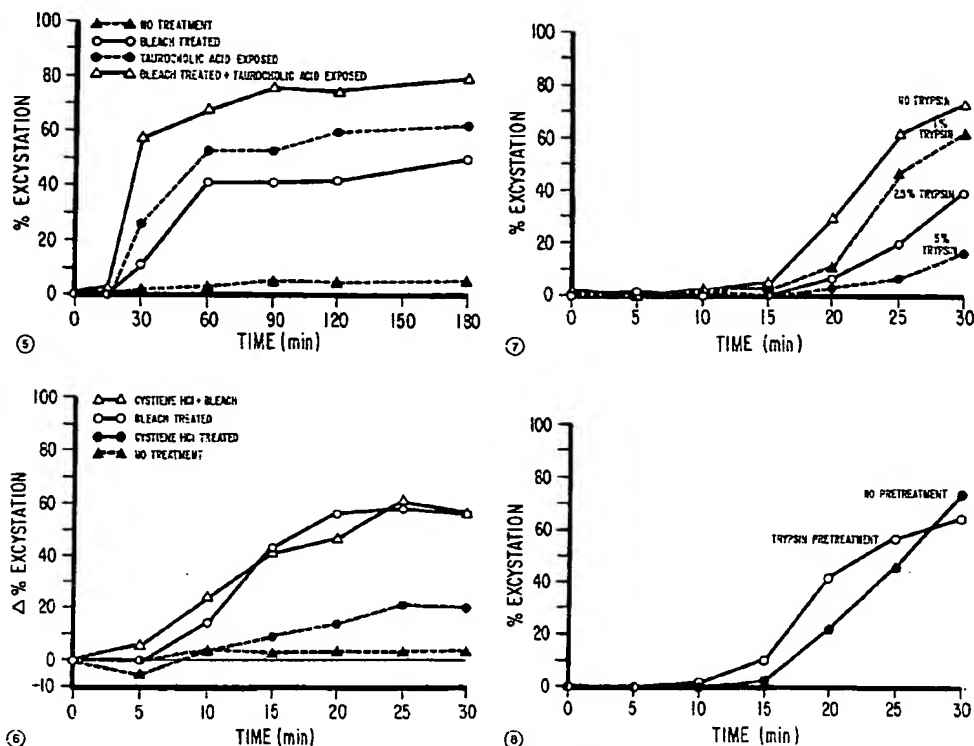 100
80
60
40
20
0
% EXCYSTATION
NO TREATMENT
BLEACH TREATED
TAUROCHOLIC ACID EXPOSED
BLEACH TREATED + TAUROCHOLIC ACID EXPOSED
0 30 60 90 120 150 180
TIME (min)
5
100
80
60
40
20
0
% EXCYSTATION
NO TRYPSIN
1%
TRYPSIN
2.5% TRYPSIN
5%
TRYPSIN
0 5 10 15 20 25 30
TIME (min)
7
100
80
60
40
20
0
-10
Δ % EXCYSTATION
CYSTIENE HCl + BLEACH
BLEACH TREATED
CYSTIENE HCl TREATED
NO TREATMENT
0 5 10 15 20 25 30
TIME (min)
6
100
80
60
40
20
0
% EXCYSTATION
NO PRETREATMENT
TRYPSIN PRETREATMENT
0 5 10 15 20 25 30
TIME (min)
8